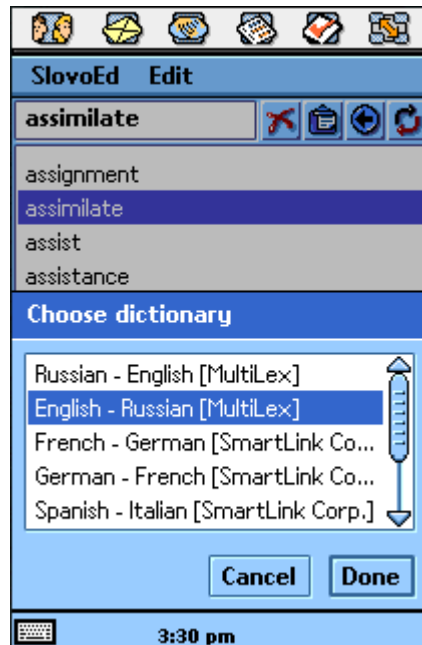 SlovoEd Edit
assimilate
assignment
assimilate
assist
assistance
Choose dictionary
Russian - English [MultiLex]
English - Russian [MultiLex]
French - German [SmartLink Co...
German - French [SmartLink Co...
Spanish - Italian [SmartLink Corp.]
Cancel Done
3:30 pm